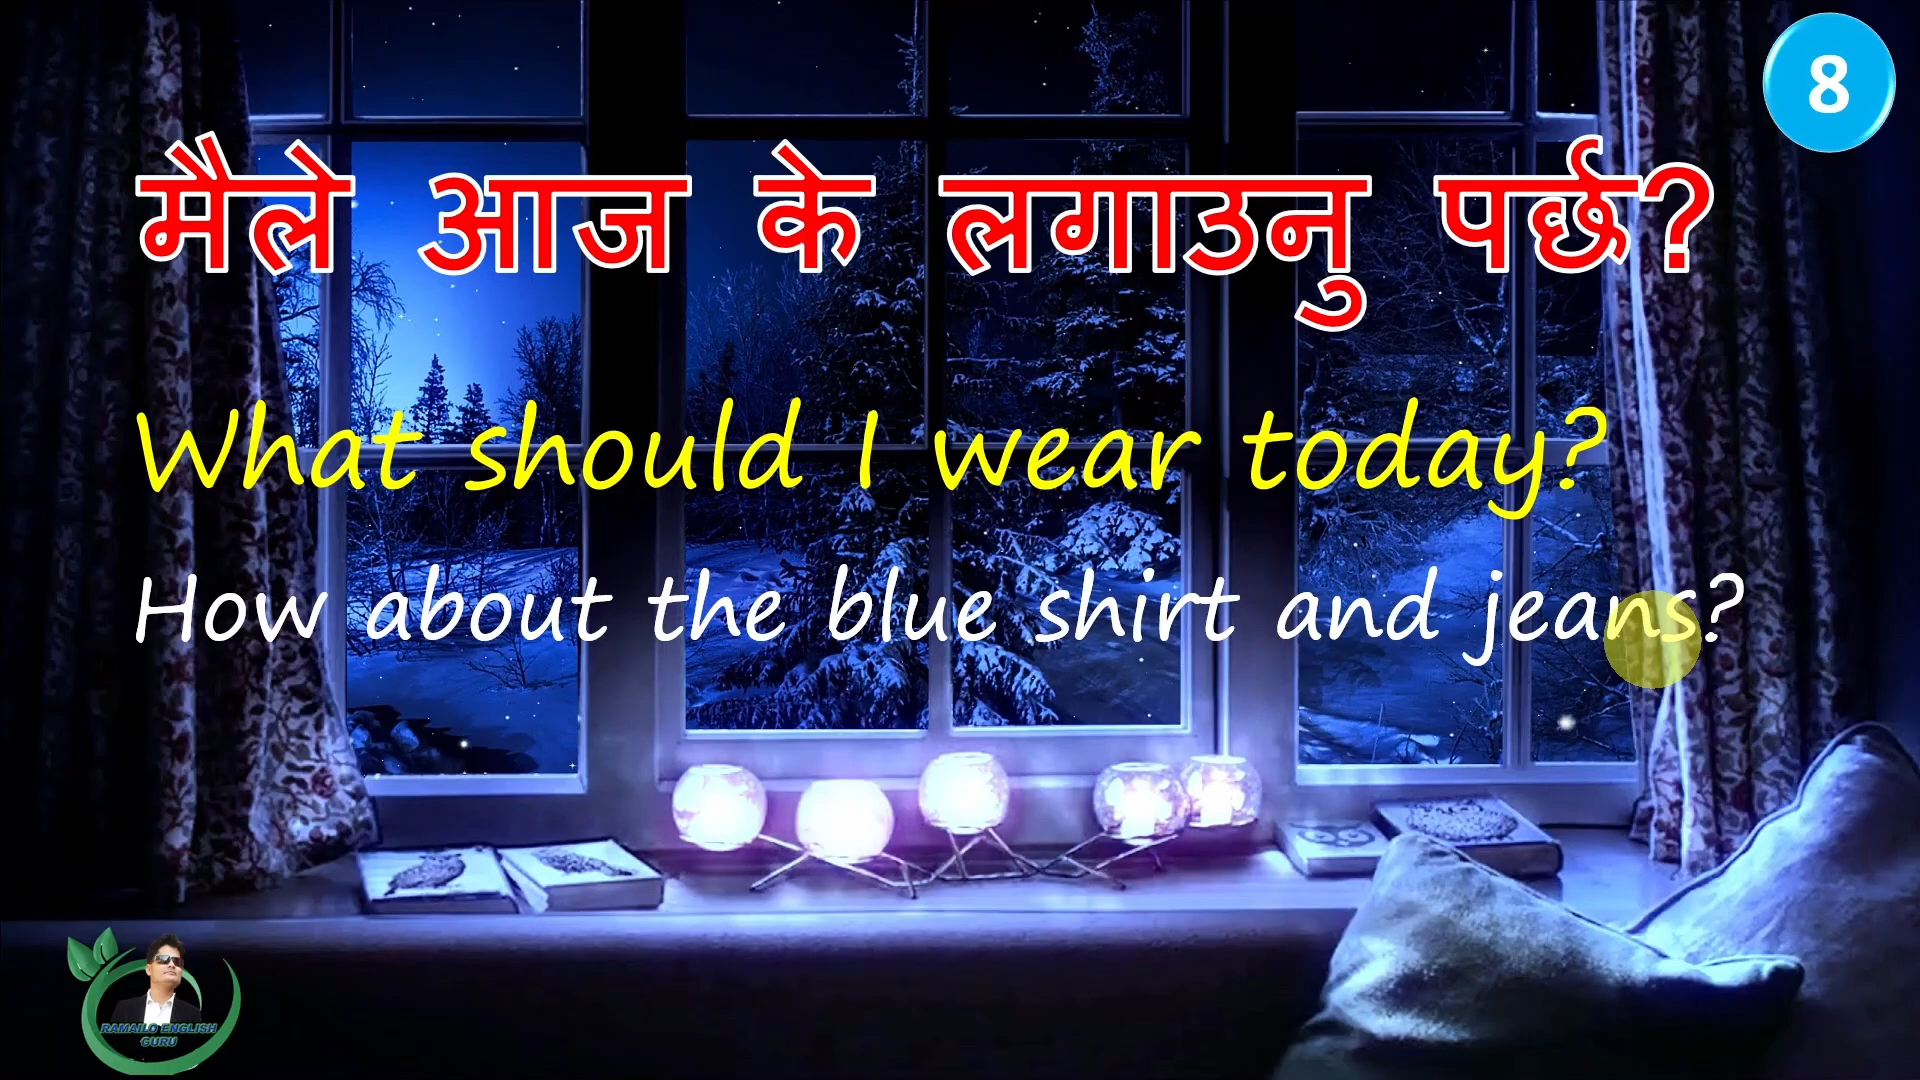 8
मैले आज के लगाउनु पर्छ?
What should I wear today?
How about the blue shirt and jeans?
RAMAILO ENGLISH
GURU